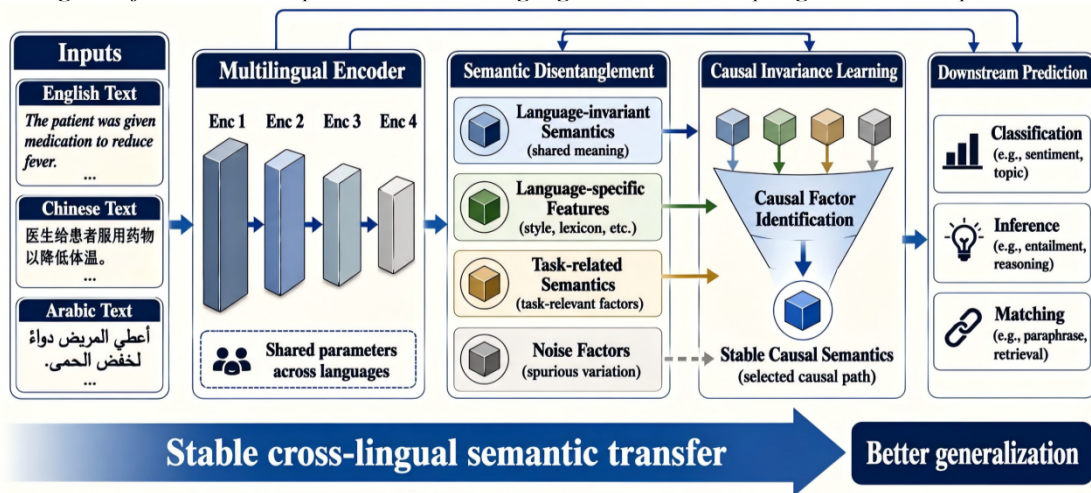 Inputs
English Text
The patient was given
medication to reduce
fever.
...
Chinese Text
医生给患者服用药物
以降低体温。
...
Arabic Text
أعطي المريض دواءً
لخفض الحمى.
...
Multilingual Encoder
Enc 1 Enc 2 Enc 3 Enc 4
Shared parameters
across languages
Semantic Disentanglement
Language-invariant
Semantics
(shared meaning)
Language-specific
Features
(style, lexicon, etc.)
Task-related
Semantics
(task-relevant factors)
Noise Factors
(spurious variation)
Causal Invariance Learning
Causal Factor
Identification
Stable Causal Semantics
(selected causal path)
Downstream Prediction
Classification
(e.g., sentiment,
topic)
Inference
(e.g., entailment,
reasoning)
Matching
(e.g., paraphrase,
retrieval)
Stable cross-lingual semantic transfer
Better generalization